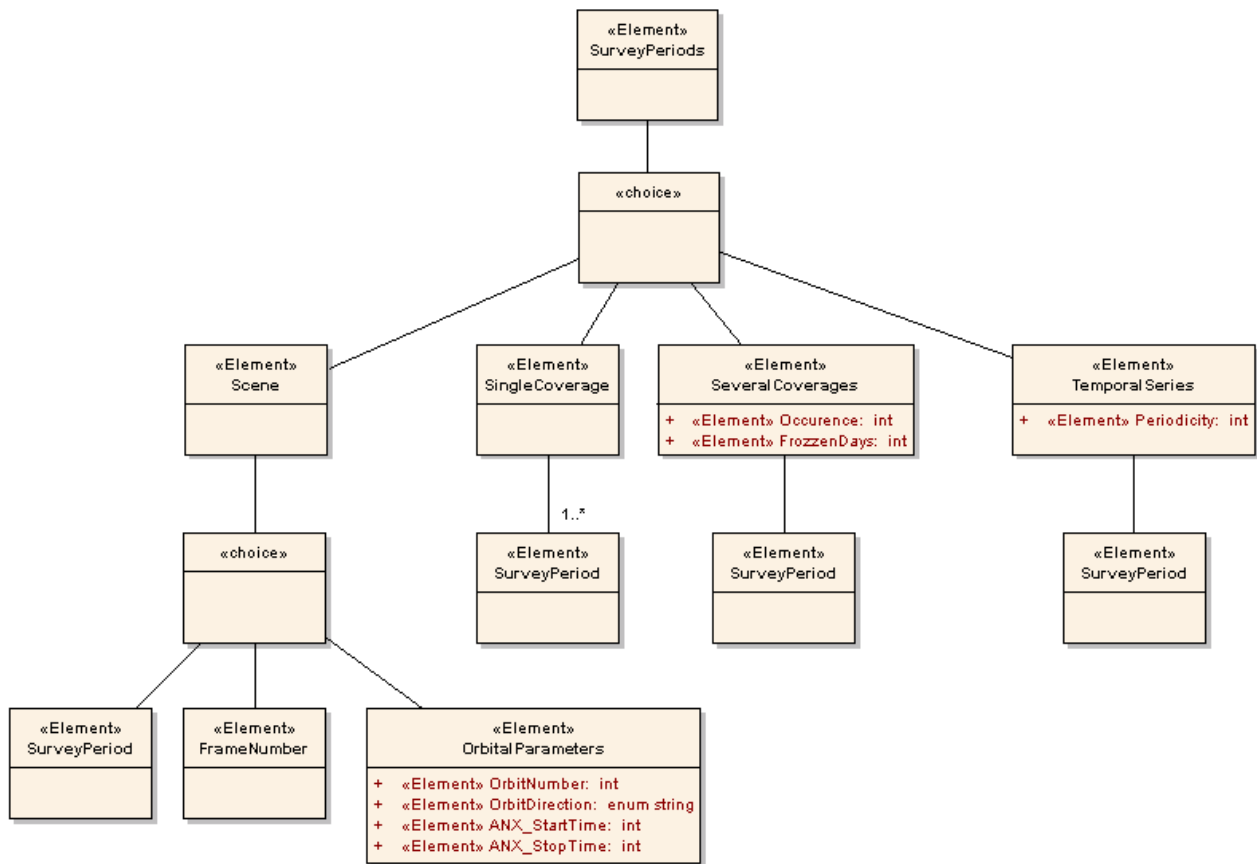 «Element»
SurveyPeriods
«choice»
«Element»
Scene
«Element»
SingleCoverage
«Element»
SeveralCoverages
+ «Element» Occurence: int
+ «Element» FrozzenDays: int
«Element»
TemporalSeries
+ «Element» Periodicity: int
1..*
«choice»
«Element»
SurveyPeriod
«Element»
SurveyPeriod
«Element»
SurveyPeriod
«Element»
SurveyPeriod
«Element»
FrameNumber
«Element»
OrbitalParameters
+ «Element» OrbitNumber: int
+ «Element» OrbitDirection: enum string
+ «Element» ANX_StartTime: int
+ «Element» ANX_StopTime: int